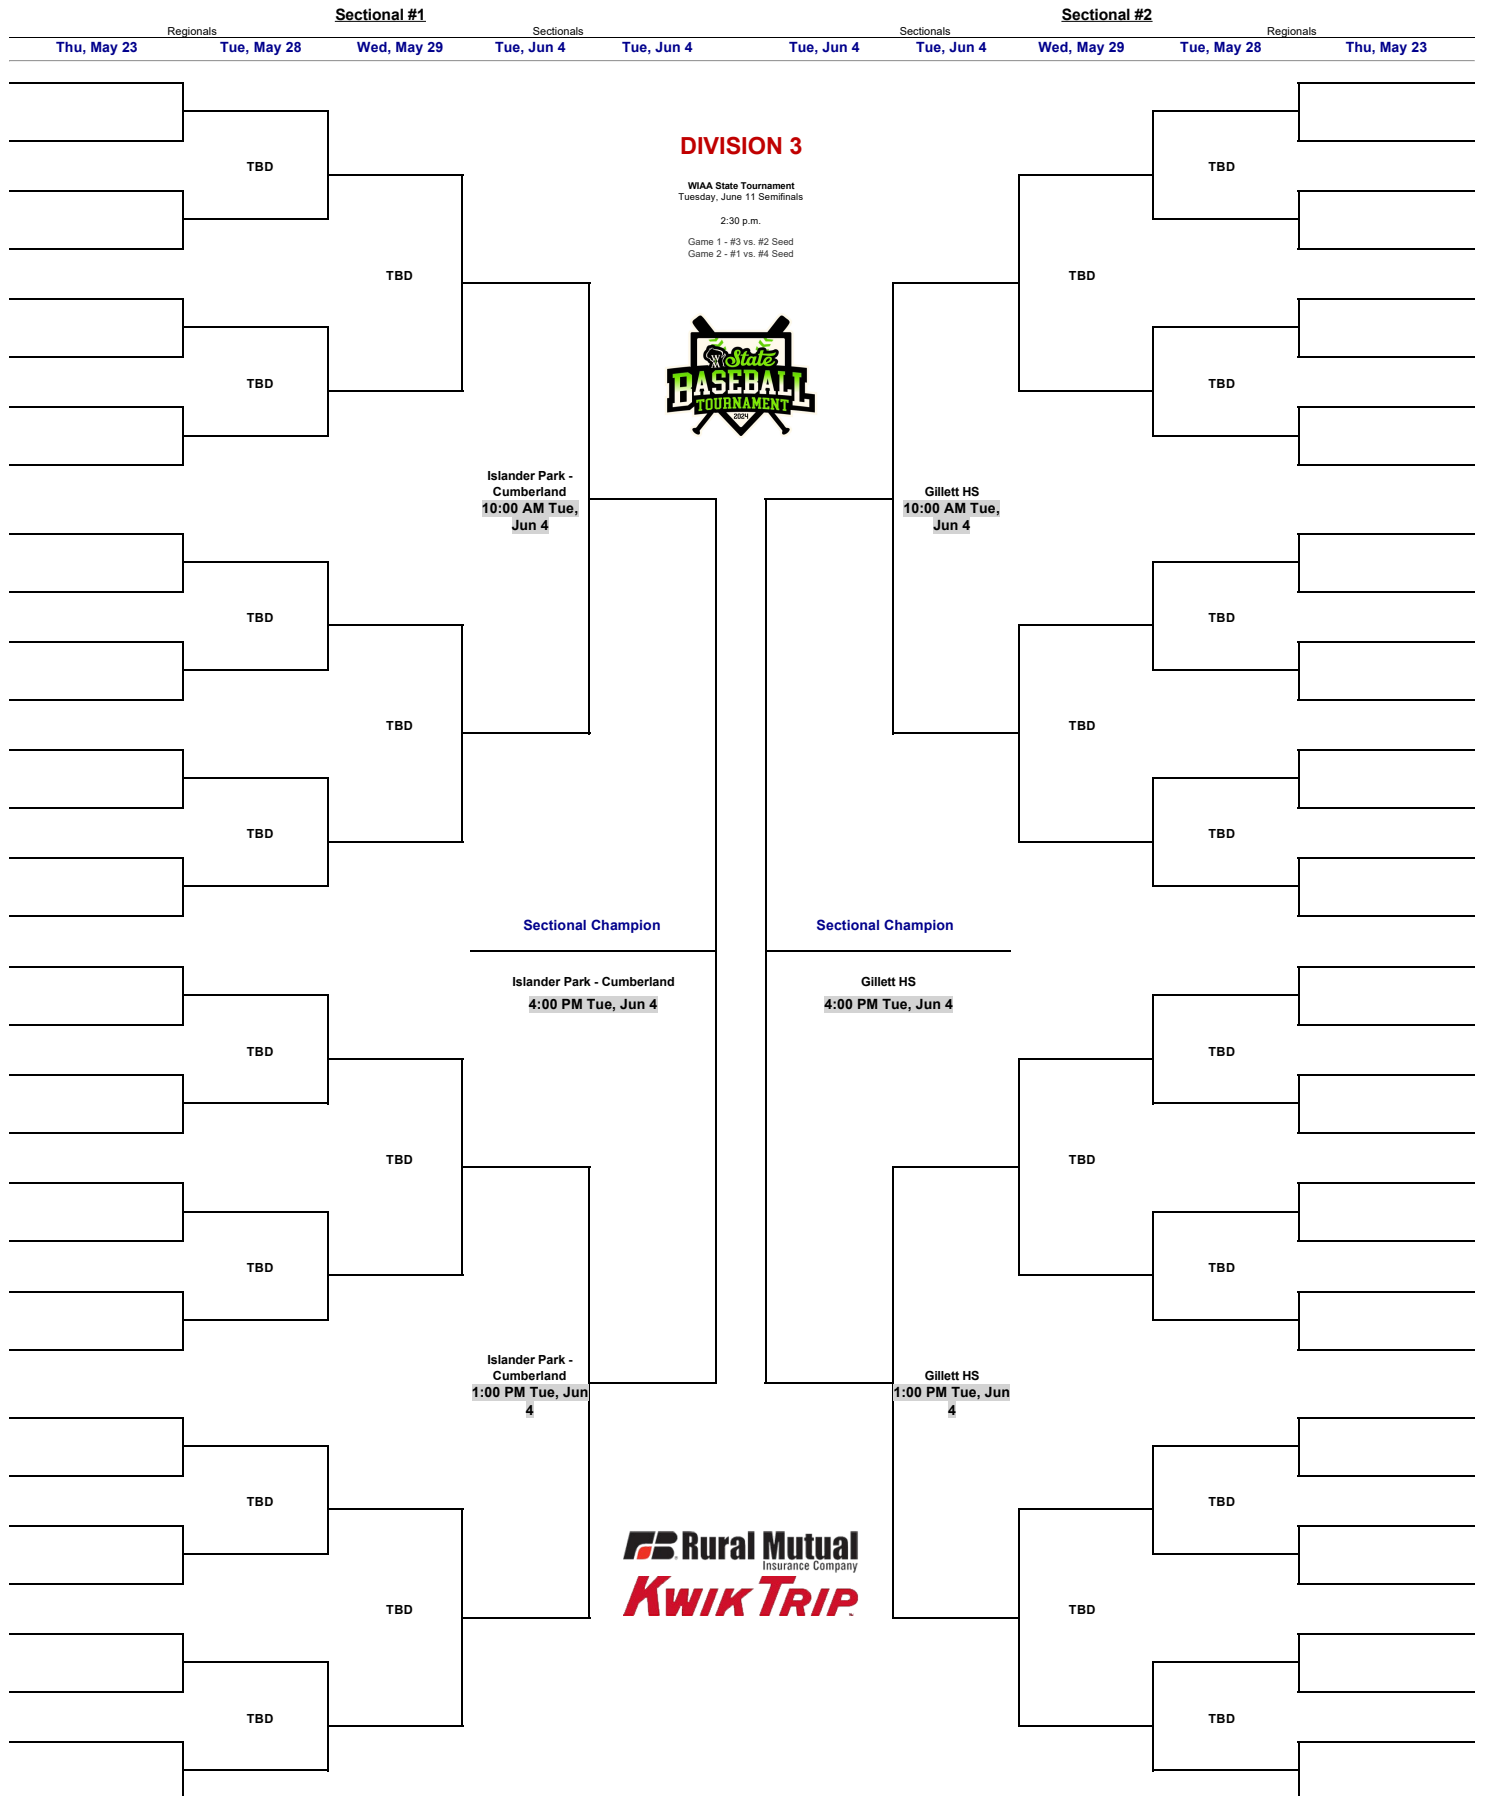 Sectional #1
Sectional #2
Regionals
Sectionals
Sectionals
Regionals
Thu, May 23
Tue, May 28
Wed, May 29
Tue, Jun 4
Tue, Jun 4
Tue, Jun 4
Tue, Jun 4
Wed, May 29
Tue, May 28
Thu, May 23
DIVISION 3
TBD
TBD
WIAA State Tournament
Tuesday, June 11 Semifinals
2:30 p.m.
Game 1 - #3 vs. #2 Seed
Game 2 - #1 vs. #4 Seed
TBD
TBD
State
BASEBALL
TOURNAMENT
2024
TBD
TBD
Islander Park -
Cumberland
10:00 AM Tue,
Jun 4
Gillett HS
10:00 AM Tue,
Jun 4
TBD
TBD
TBD
TBD
TBD
TBD
Sectional Champion
Sectional Champion
Islander Park - Cumberland
4:00 PM Tue, Jun 4
Gillett HS
4:00 PM Tue, Jun 4
TBD
TBD
TBD
TBD
TBD
TBD
Islander Park -
Cumberland
1:00 PM Tue, Jun
4
Gillett HS
1:00 PM Tue, Jun
4
TBD
TBD
Rural Mutual
Insurance Company
KWIK TRIP
TBD
TBD
TBD
TBD